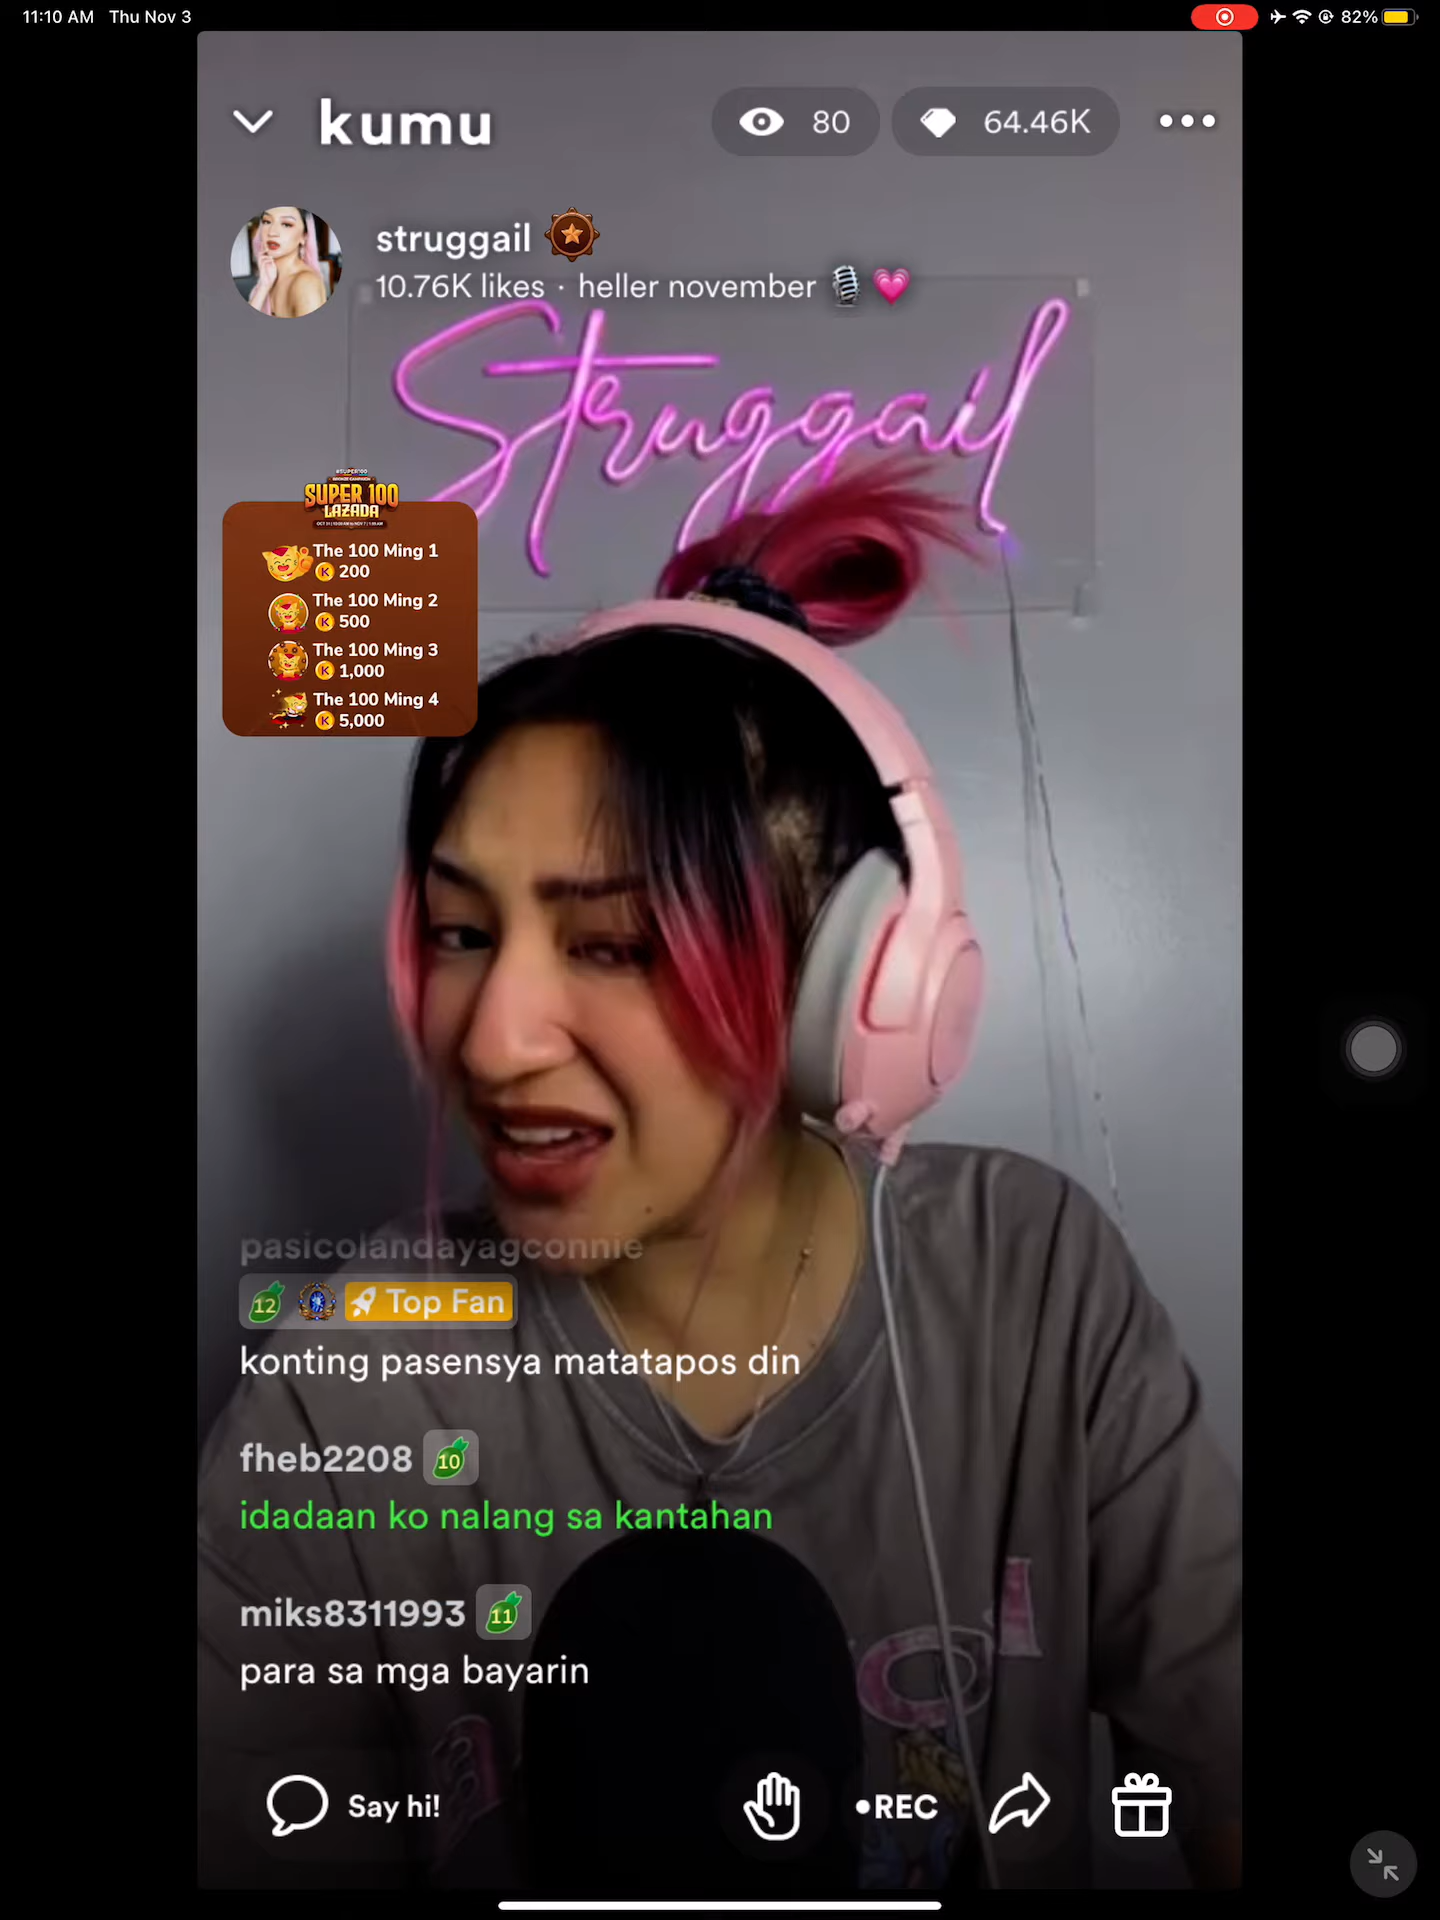 11:10 AM Thu Nov 3
82%
kumu
80
64.46K
struggail
10.76K likes · heller november
Struggail
#SUPER100
BRONZE CAMPAIGN
SUPER 100
LAZADA
The 100 Ming 1
K 200
The 100 Ming 2
K 500
The 100 Ming 3
K 1,000
The 100 Ming 4
K 5,000
pasicolandayagconnie
12 Top Fan
konting pasensya matatapos din
fheb2208 10
idadaan ko nalang sa kantahan
miks8311993 11
para sa mga bayarin
Say hi!
•REC